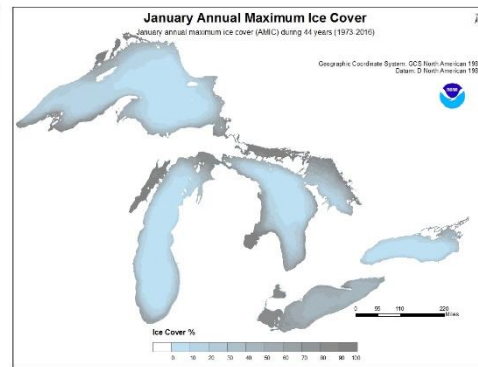 January Annual Maximum Ice Cover
January annual maximum ice cover (AMIC) during 44 years (1973-2016)
Geographic Coordinate System: GCS North American 198
Datum: D North American 198
0 55 110 220
Miles
Ice Cover %
0 10 20 30 40 50 60 70 80 90 100